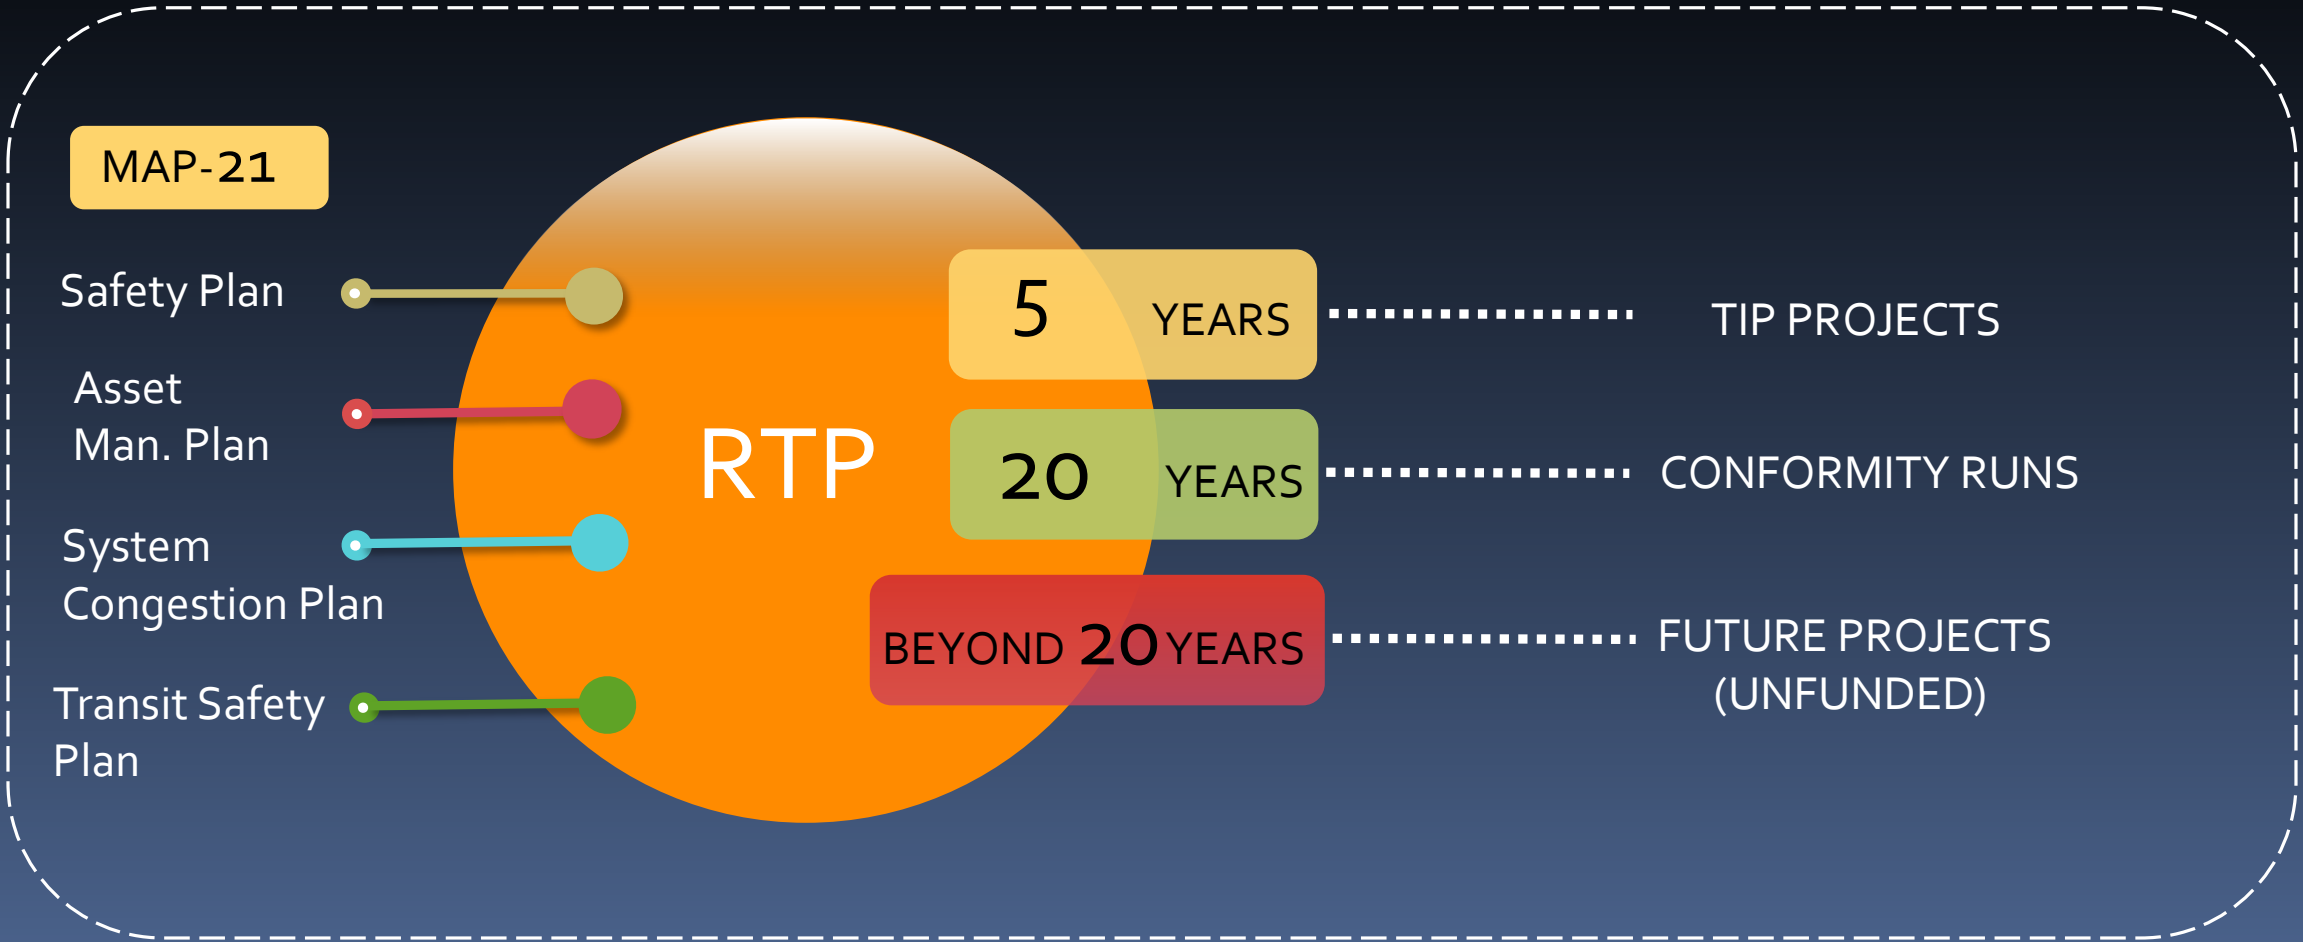 MAP-21
Safety Plan
Asset
Man. Plan
System
Congestion Plan
Transit Safety
Plan
RTP
5 YEARS
20 YEARS
BEYOND 20 YEARS
TIP PROJECTS
CONFORMITY RUNS
FUTURE PROJECTS
(UNFUNDED)